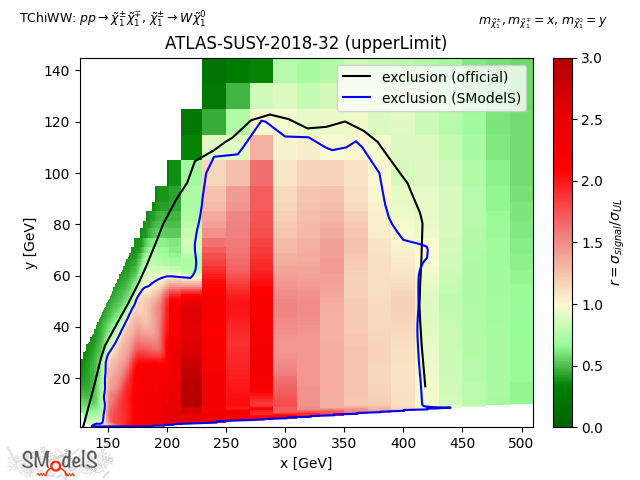 TChiWW: pp → χ̃₁^± χ̃₁^∓, χ̃₁^± → Wχ̃₁⁰
m_χ̃₁^±, m_χ̃₁^∓ = x, m_χ̃₁⁰ = y
ATLAS-SUSY-2018-32 (upperLimit)
exclusion (official)
exclusion (SModelS)
140
120
100
80
60
40
20
y [GeV]
150 200 250 300 350 400 450 500
x [GeV]
3.0
2.5
2.0
1.5
1.0
0.5
0.0
r = σ_signal/σ_UL
SModelS